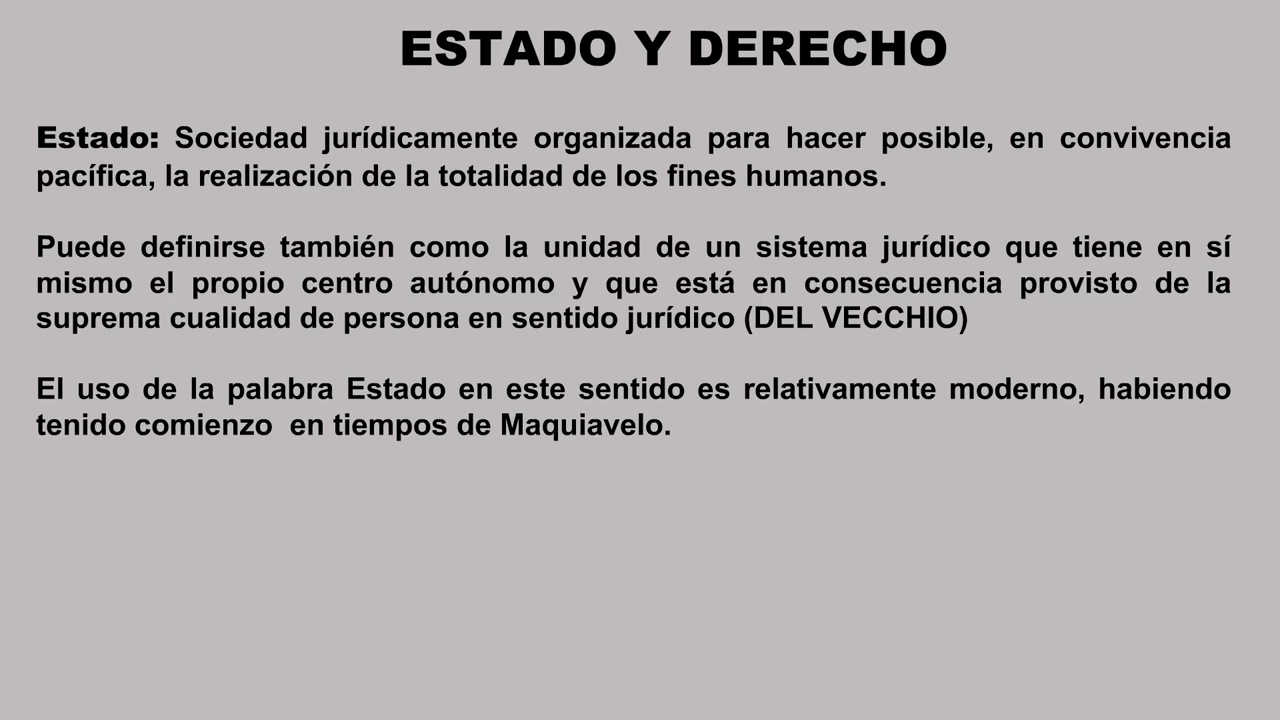 ESTADO Y DERECHO
Estado: Sociedad jurídicamente organizada para hacer posible, en convivencia
pacífica, la realización de la totalidad de los fines humanos.
Puede definirse también como la unidad de un sistema jurídico que tiene en sí
mismo el propio centro autónomo y que está en consecuencia provisto de la
suprema cualidad de persona en sentido jurídico (DEL VECCHIO)
El uso de la palabra Estado en este sentido es relativamente moderno, habiendo
tenido comienzo  en tiempos de Maquiavelo.